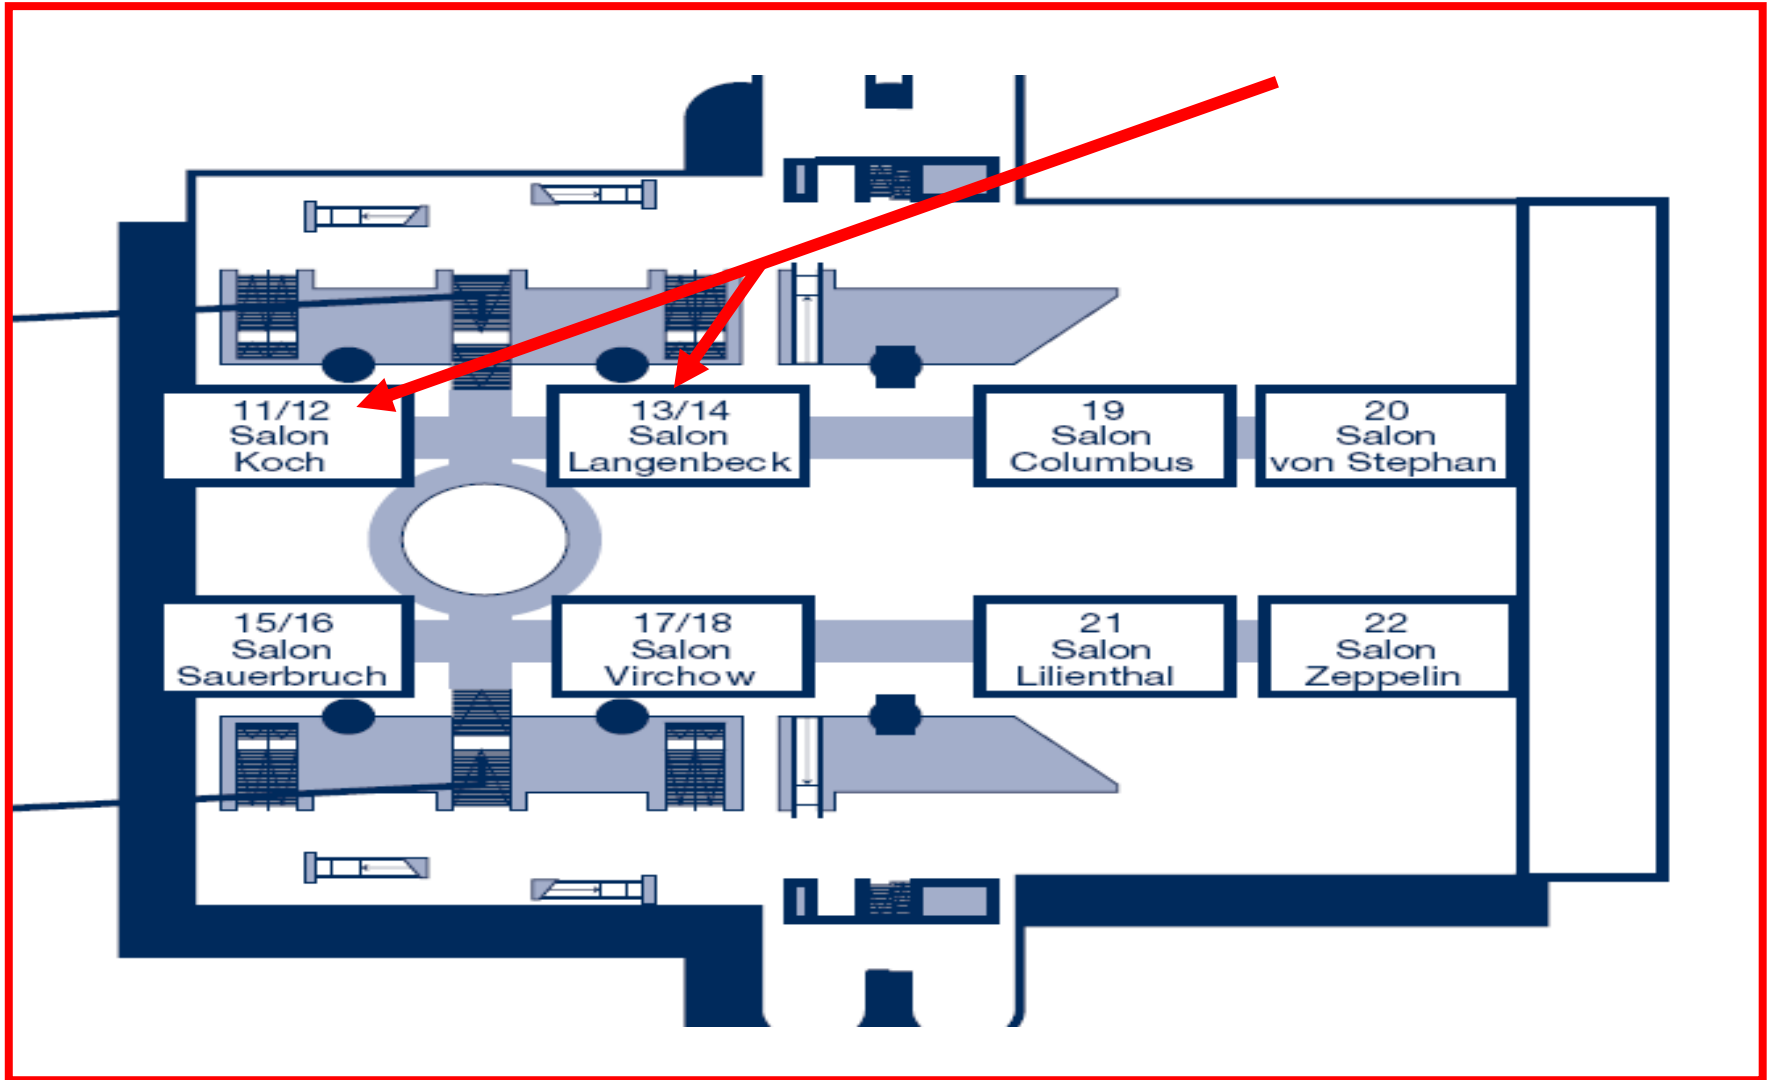 11/12
Salon
Koch
13/14
Salon
Langenbeck
19
Salon
Columbus
20
Salon
von Stephan
15/16
Salon
Sauerbruch
17/18
Salon
Virchow
21
Salon
Lilienthal
22
Salon
Zeppelin